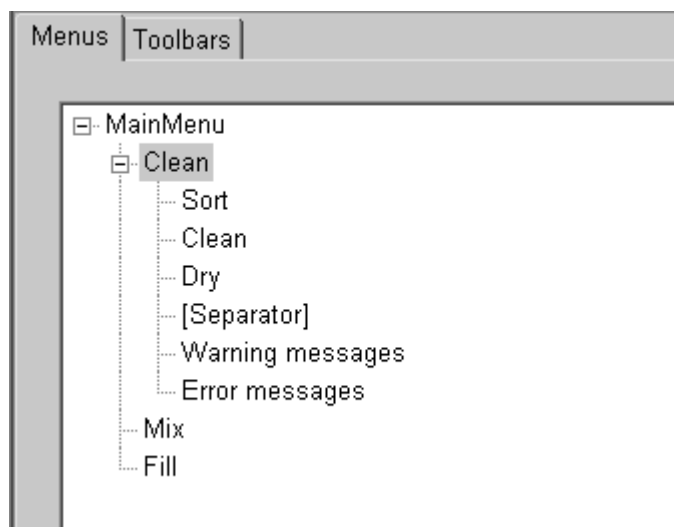 Menus Toolbars
MainMenu
Clean
Sort
Clean
Dry
[Separator]
Warning messages
Error messages
Mix
Fill